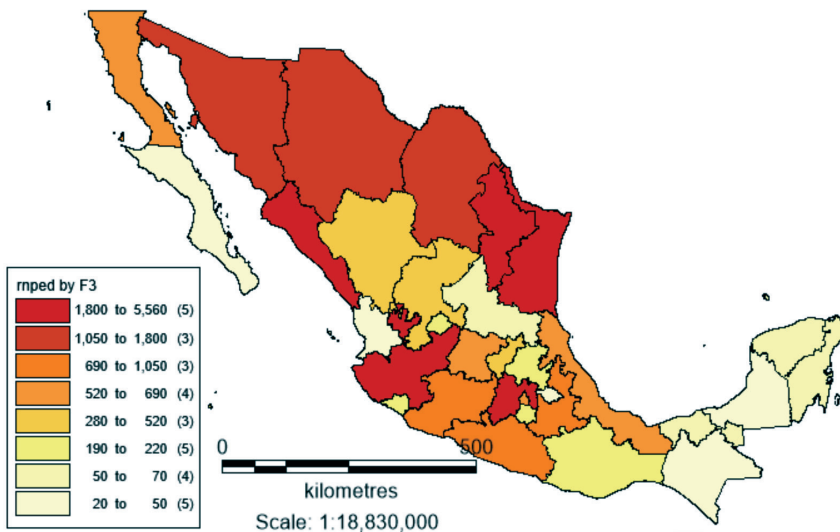 rnped by F3
1,800 to 5,560 (5)
1,050 to 1,800 (3)
690 to 1,050 (3)
520 to 690 (4)
280 to 520 (3)
190 to 220 (5)
50 to 70 (4)
20 to 50 (5)
0 500
kilometres
Scale: 1:18,830,000